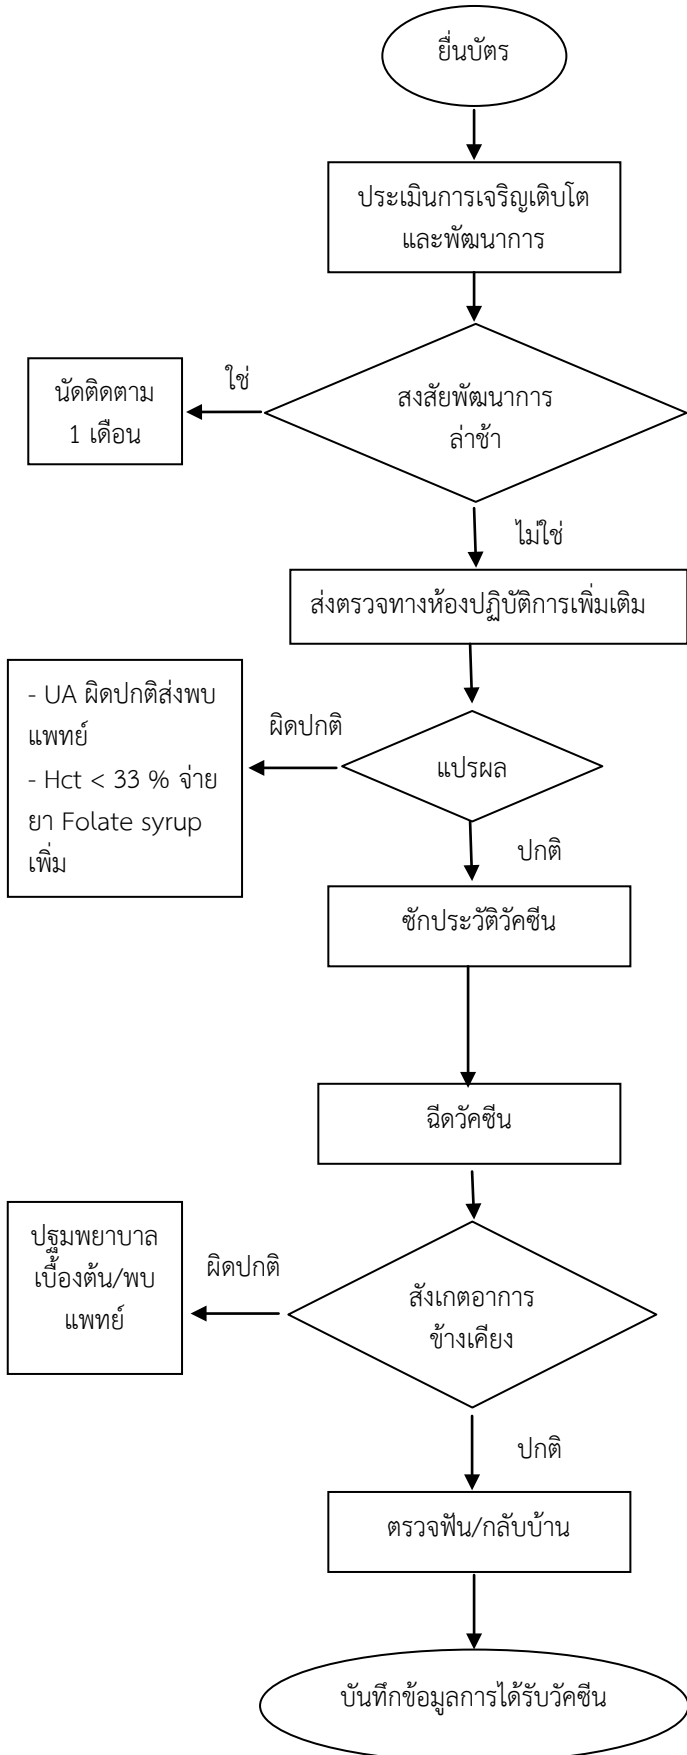 ยื่นบัตร
ประเมินการเจริญเติบโต
และพัฒนาการ
สงสัยพัฒนาการ
ล่าช้า
ใช่
นัดติดตาม
1 เดือน
ไม่ใช่
ส่งตรวจทางห้องปฏิบัติการเพิ่มเติม
แปรผล
ผิดปกติ
- UA ผิดปกติส่งพบ
แพทย์
- Hct < 33 % จ่าย
ยา Folate syrup
เพิ่ม
ปกติ
ซักประวัติวัคซีน
ฉีดวัคซีน
สังเกตอาการ
ข้างเคียง
ผิดปกติ
ปฐมพยาบาล
เบื้องต้น/พบ
แพทย์
ปกติ
ตรวจฟัน/กลับบ้าน
บันทึกข้อมูลการได้รับวัคซีน